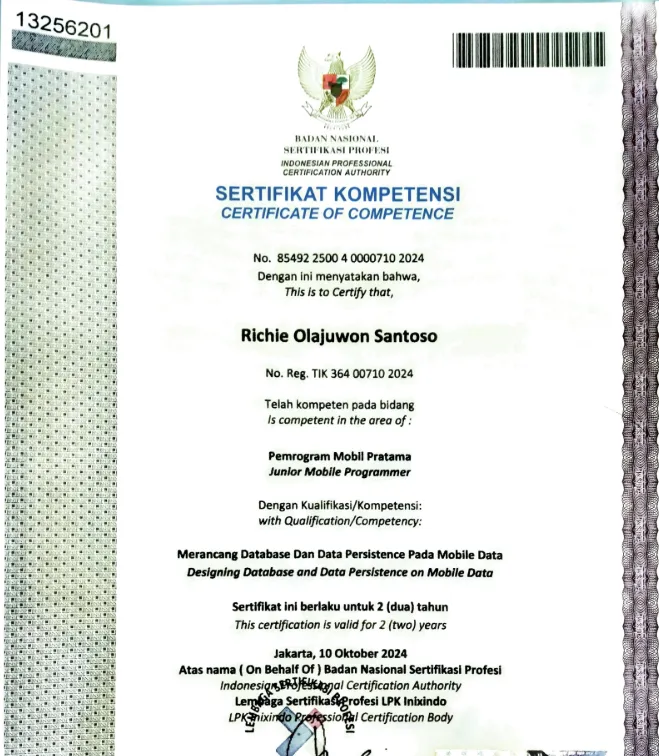 13256201
BADAN NASIONAL
SERTIFIKASI PROFESI
INDONESIAN PROFESSIONAL
CERTIFICATION AUTHORITY
SERTIFIKAT KOMPETENSI
CERTIFICATE OF COMPETENCE
No. 85492 2500 4 0000710 2024
Dengan ini menyatakan bahwa,
This is to Certify that,
Richie Olajuwon Santoso
No. Reg. TIK 364 00710 2024
Telah kompeten pada bidang
Is competent in the area of :
Pemrogram Mobil Pratama
Junior Mobile Programmer
Dengan Kualifikasi/Kompetensi:
with Qualification/Competency:
Merancang Database Dan Data Persistence Pada Mobile Data
Designing Database and Data Persistence on Mobile Data
Sertifikat ini berlaku untuk 2 (dua) tahun
This certification is valid for 2 (two) years
Jakarta, 10 Oktober 2024
Atas nama ( On Behalf Of ) Badan Nasional Sertifikasi Profesi
Indonesian Professional Certification Authority
Lembaga Sertifikasi Profesi LPK Inixindo
LPK Inixindo Professional Certification Body
LEMBAGA SERTIFIKASI PROFESI